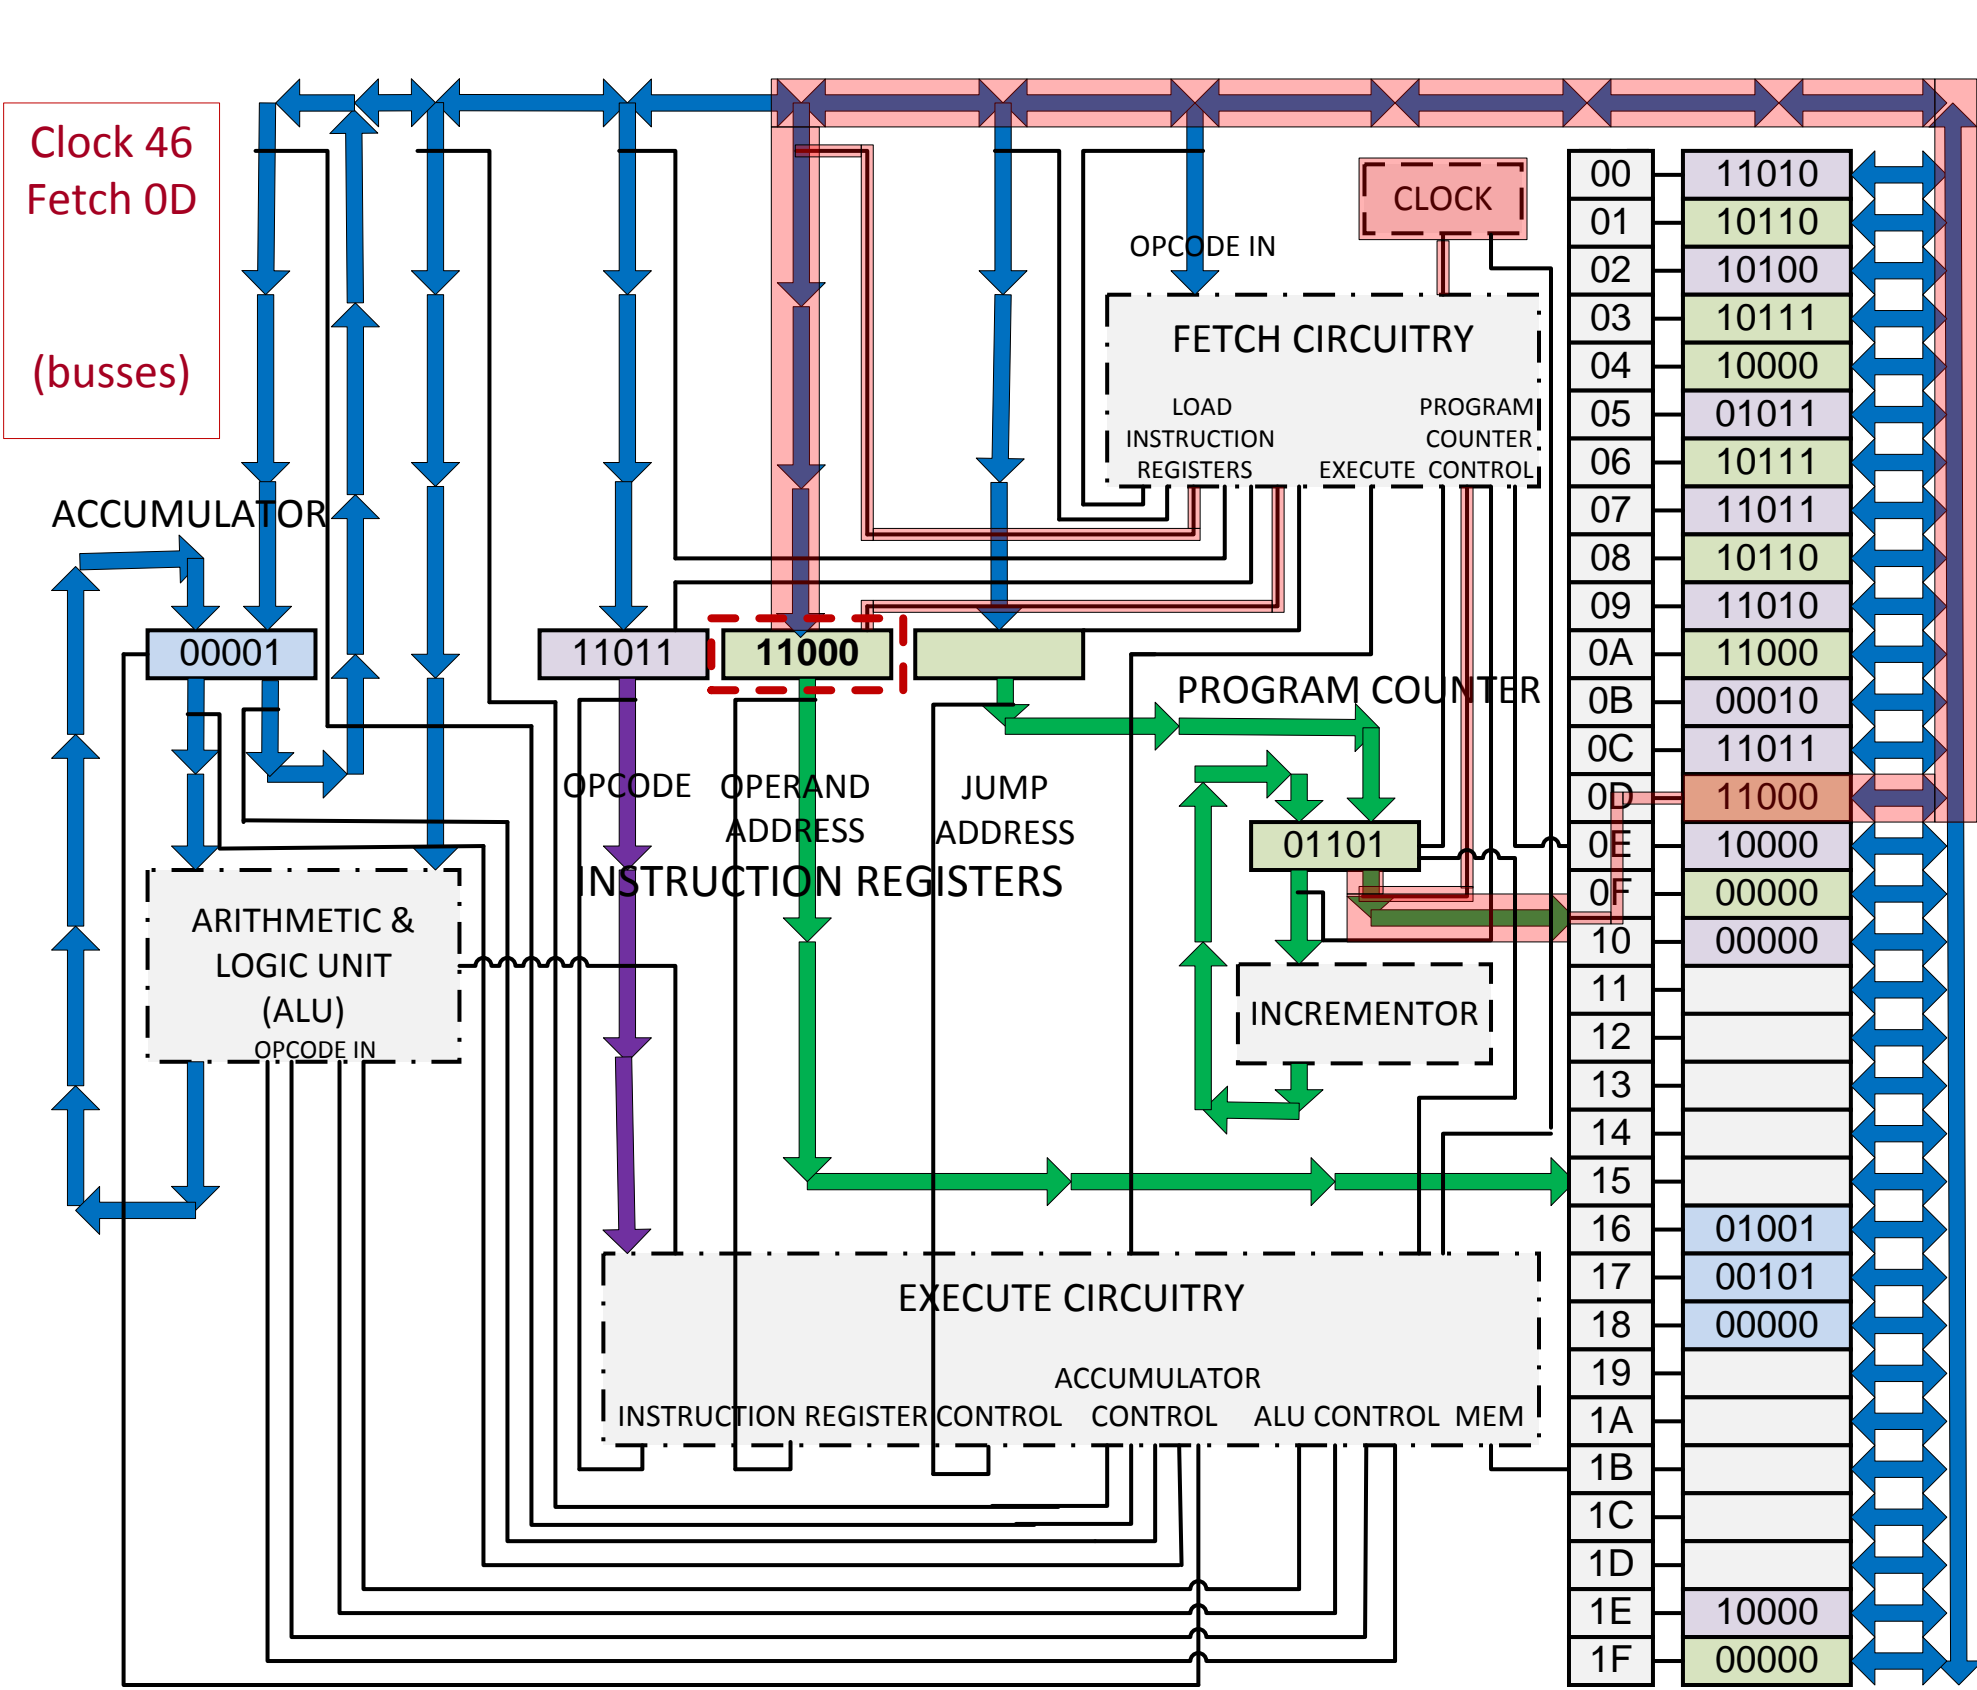 Clock 46
Fetch 0D
(busses)
CLOCK
OPCODE IN
FETCH CIRCUITRY
LOAD
INSTRUCTION
REGISTERS
EXECUTE
PROGRAM
COUNTER
CONTROL
ACCUMULATOR
00001
11011
11000
PROGRAM COUNTER
OPCODE
OPERAND
ADDRESS
JUMP
ADDRESS
INSTRUCTION REGISTERS
01101
INCREMENTOR
ARITHMETIC &
LOGIC UNIT
(ALU)
OPCODE IN
EXECUTE CIRCUITRY
INSTRUCTION REGISTER CONTROL
ACCUMULATOR
CONTROL
ALU CONTROL
MEM
00 11010
01 10110
02 10100
03 10111
04 10000
05 01011
06 10111
07 11011
08 10110
09 11010
0A 11000
0B 00010
0C 11011
0D 11000
0E 10000
0F 00000
10 00000
11
12
13
14
15
16 01001
17 00101
18 00000
19
1A
1B
1C
1D
1E 10000
1F 00000